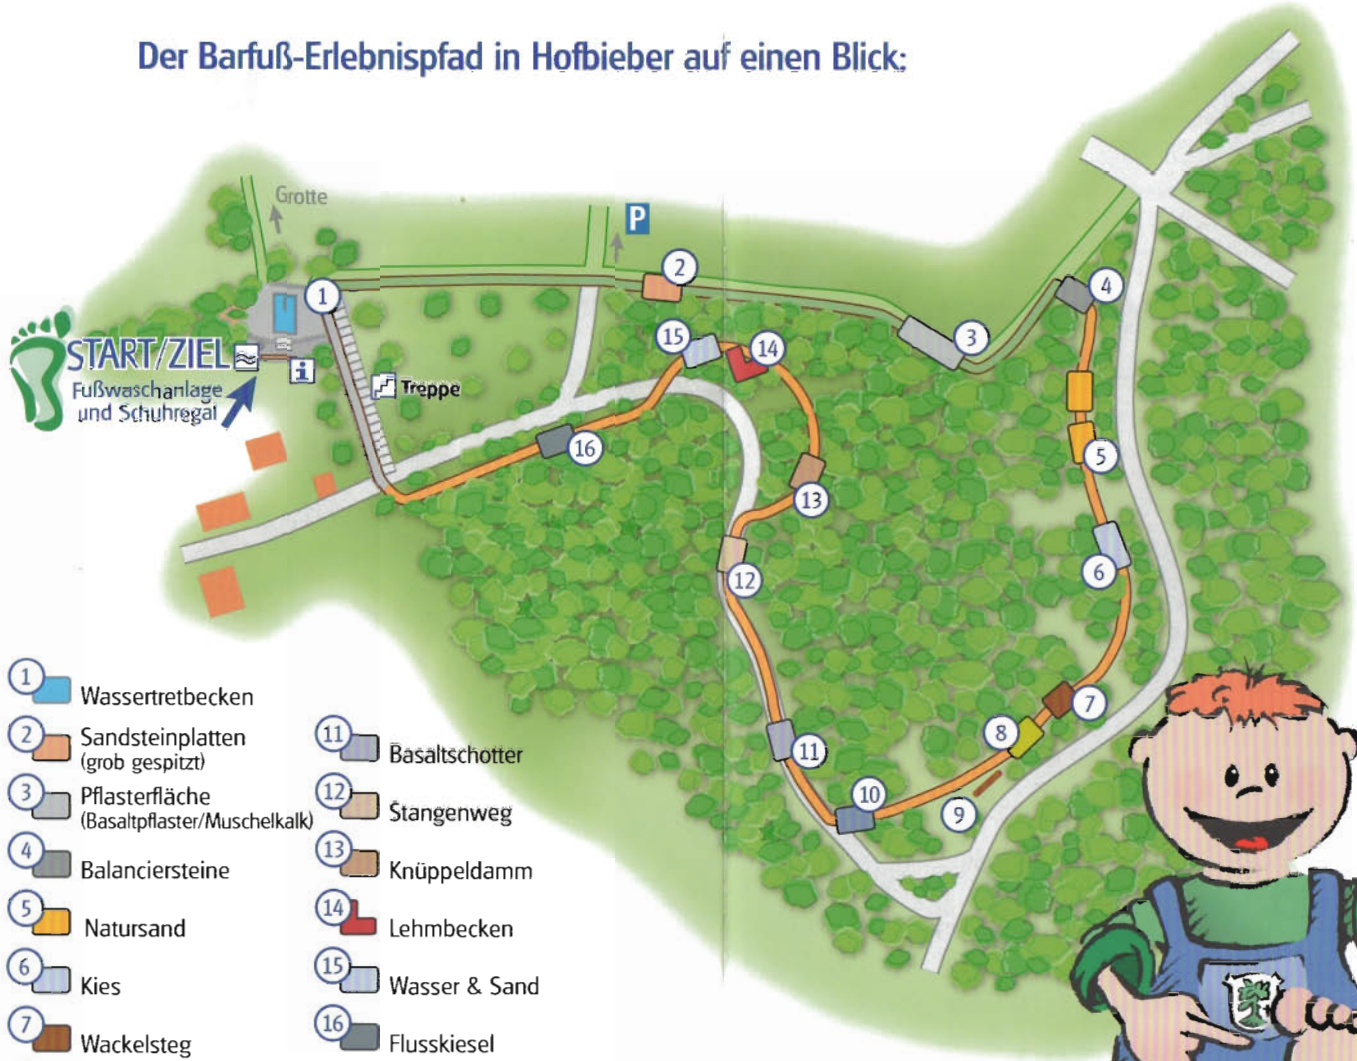 Der Barfuß-Erlebnispfad in Hofbieber auf einen Blick:
Grotte
P
1
2
3
4
15
14
START/ZIEL
Fußwaschanlage
und Schuhregal
i
Treppe
16
5
13
6
12
7
8
11
10
9
1 Wassertretbecken
2 Sandsteinplatten
(grob gespitzt)
3 Pflasterfläche
(Basaltpflaster/Muschelkalk)
4 Balanciersteine
5 Natursand
6 Kies
7 Wackelsteg
11 Basaltschotter
12 Stangenweg
13 Knüppeldamm
14 Lehmbecken
15 Wasser & Sand
16 Flusskiesel